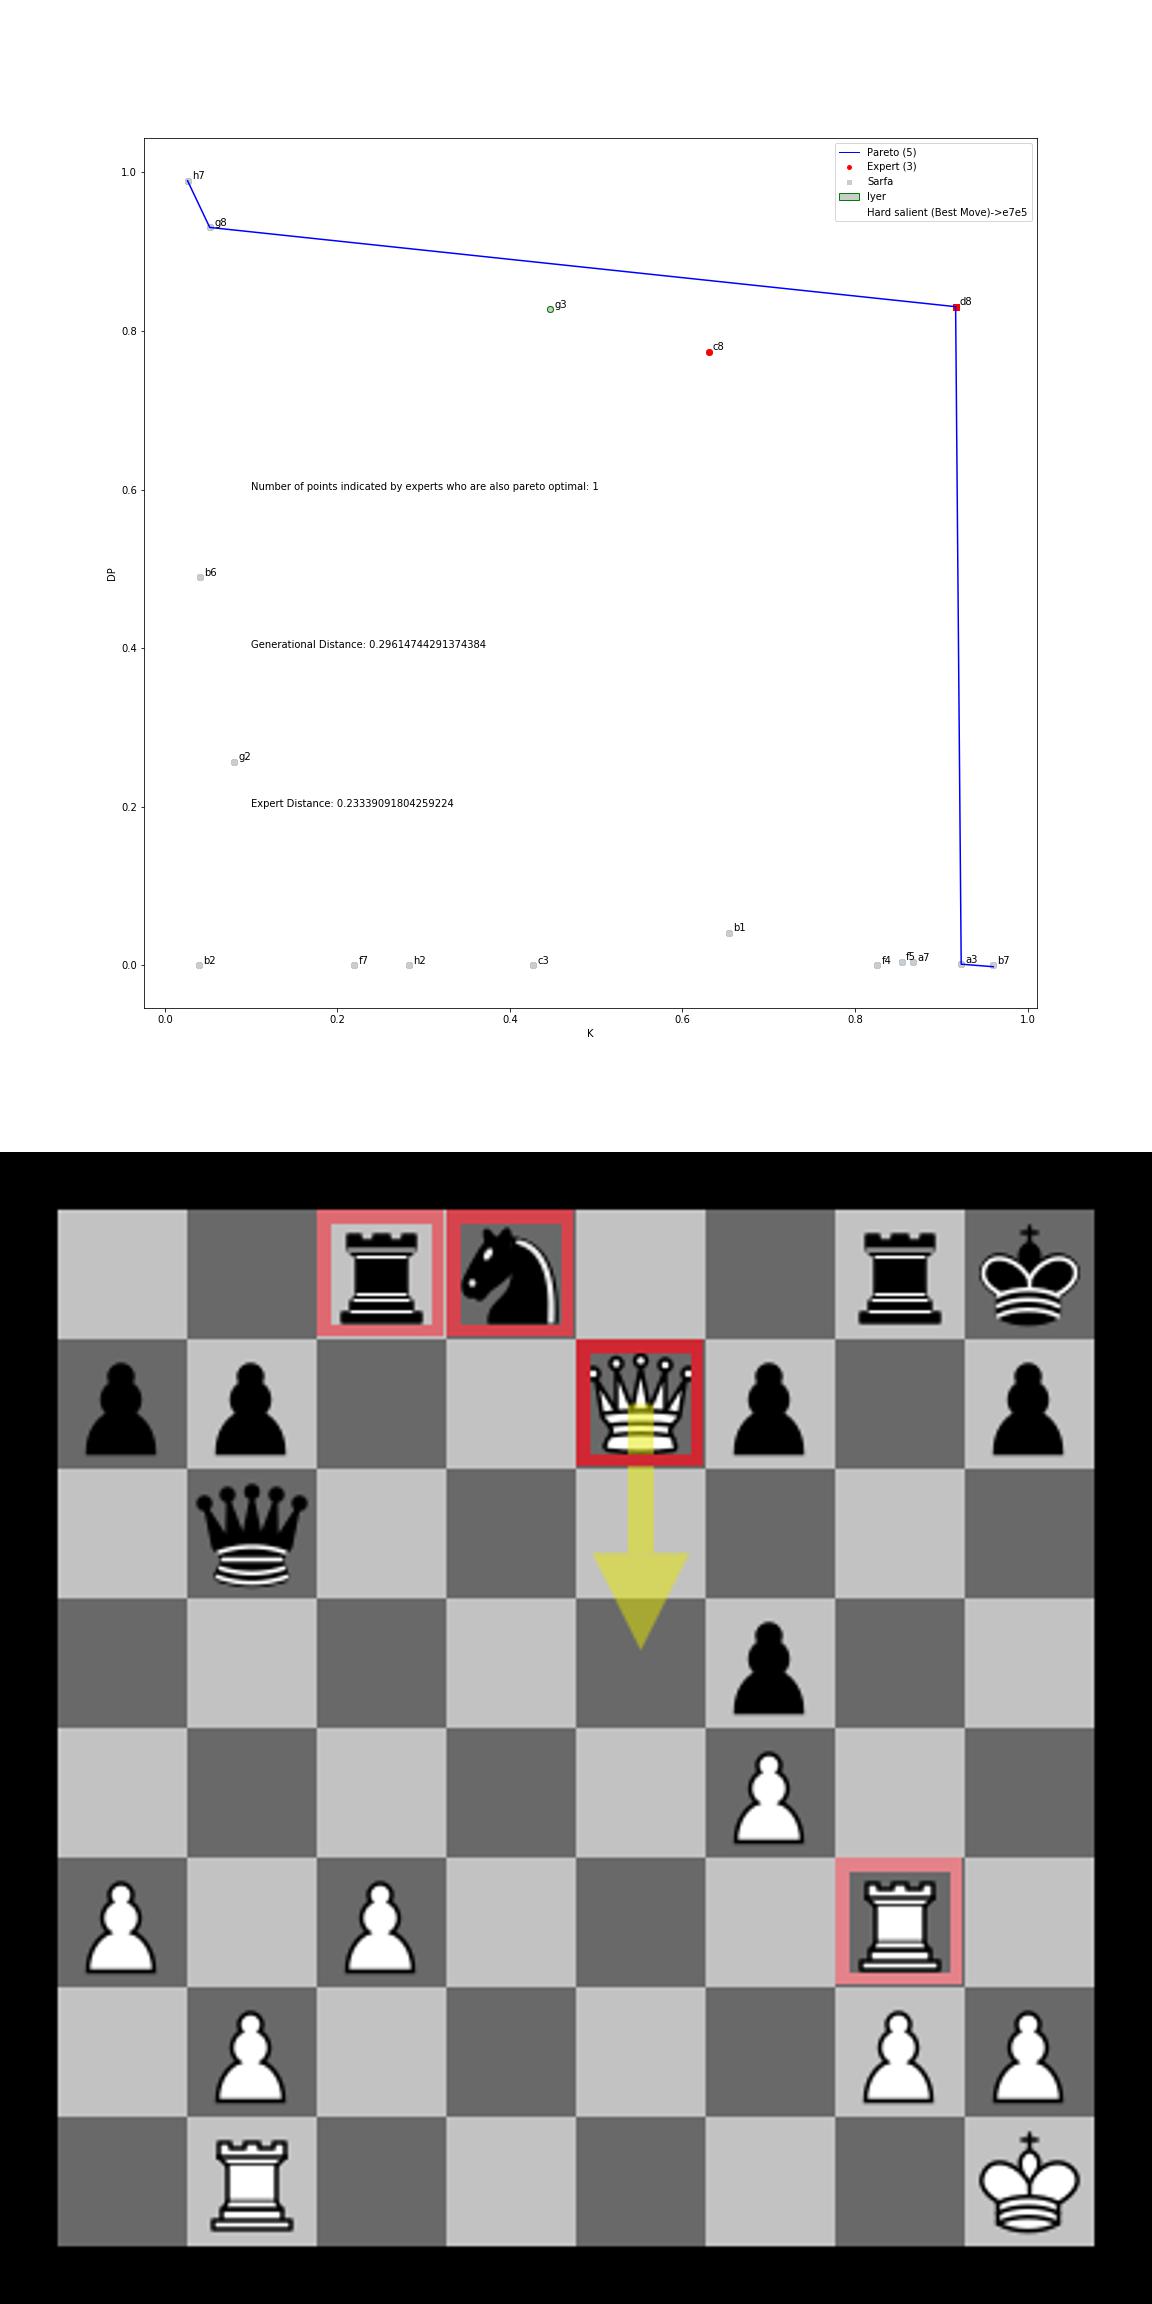 Pareto (5)
Expert (3)
Sarfa
Iyer
Hard salient (Best Move)->e7e5
1.0
h7
g8
d8
g3
0.8
c8
0.6
Number of points indicated by experts who are also pareto optimal: 1
DP
b6
0.4
Generational Distance: 0.29614744291374384
g2
0.2
Expert Distance: 0.23339091804259224
b1
0.0
b2
f7
h2
c3
f4
f5
a7
a3
b7
0.0
0.2
0.4
0.6
0.8
1.0
K